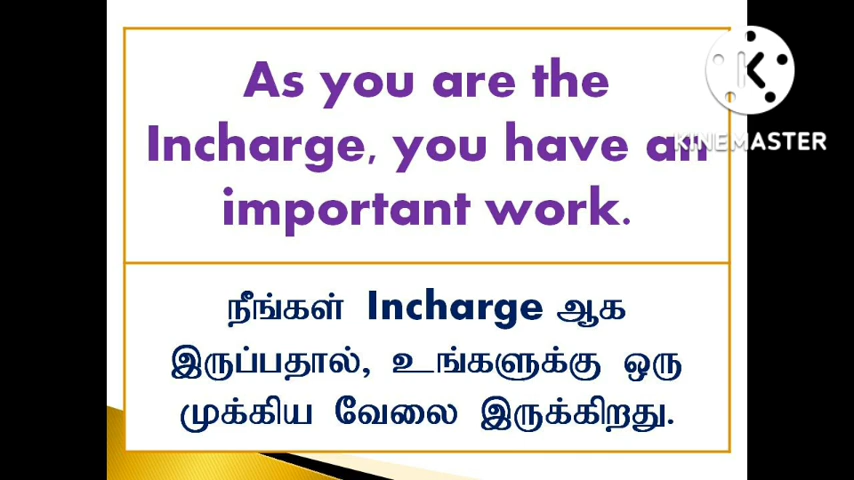 As you are the
Incharge, you have an
important work.
KINEMASTER
நீங்கள் Incharge ஆக
இருப்பதால், உங்களுக்கு ஒரு
முக்கிய வேலை இருக்கிறது.